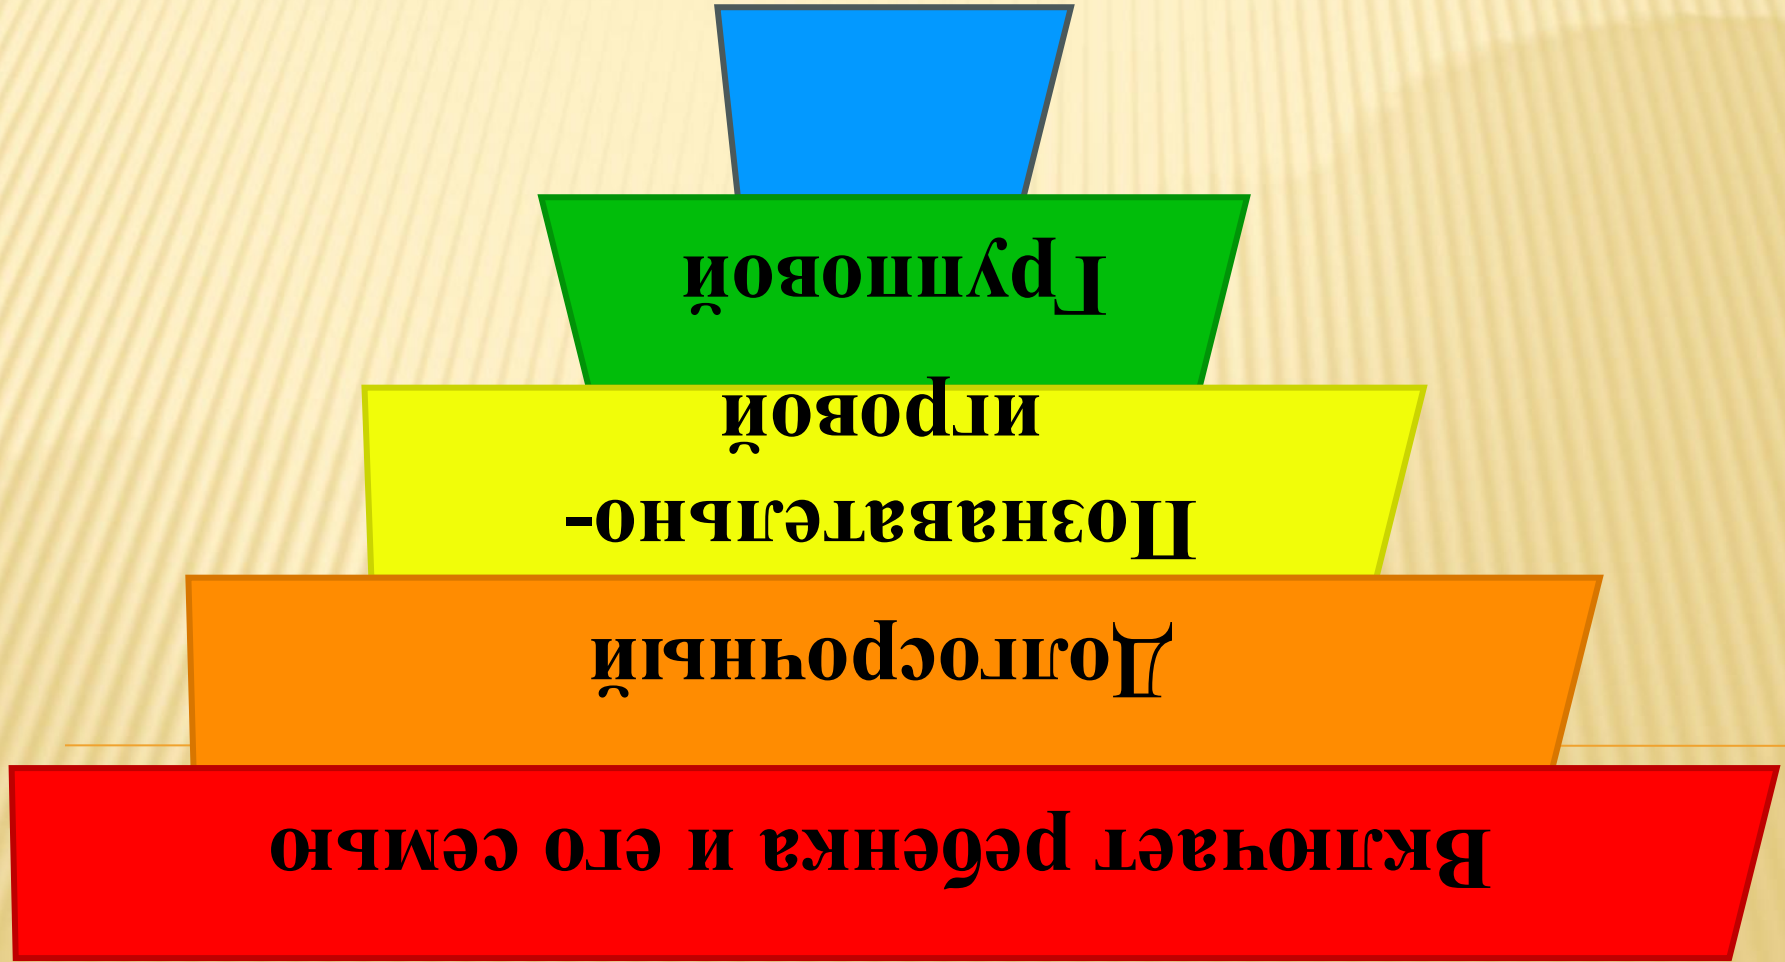 Включает ребенка и его семью
Долгосрочный
Познавательно-
игровой
Групповой